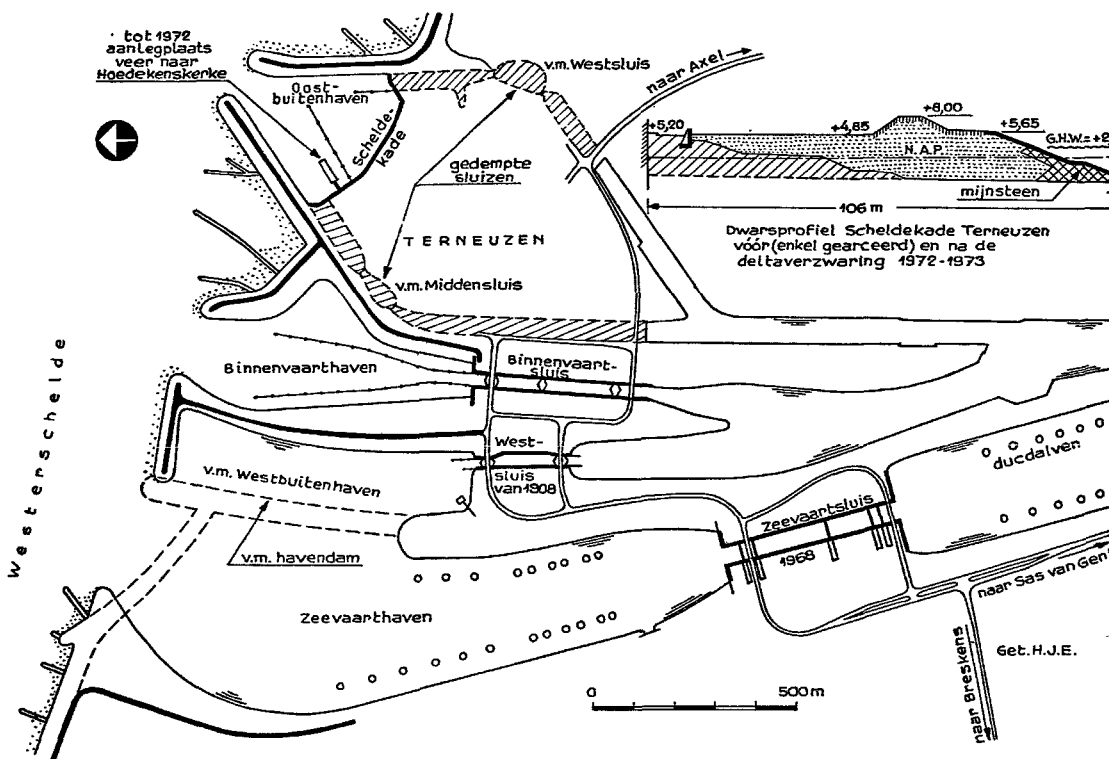 tot 1972
aanlegplaats
veer naar
Hoedekenskerke
Oost-
buitenhaven
Schelde-
kade
v.m. Westsluis
naar Axel
gedempte
sluizen
TERNEUZEN
v.m. Middensluis
+5,20
+4,85
+8,00
+5,65
G.H.W.=+2
N.A.P.
mijnsteen
106 m
Dwarsprofiel Scheldekade Terneuzen
vóór (enkel gearceerd) en na de
deltaverzwaring 1972-1973
Westerschelde
Binnenvaarthaven
Binnenvaart-
sluis
West-
sluis
van 1908
v.m. Westbuitenhaven
v.m. havendam
Zeevaarthaven
Zeevaartsluis
1968
ducdalven
naar Sas van Gen
naar Breskens
Get. H.J.E.
0 500 m